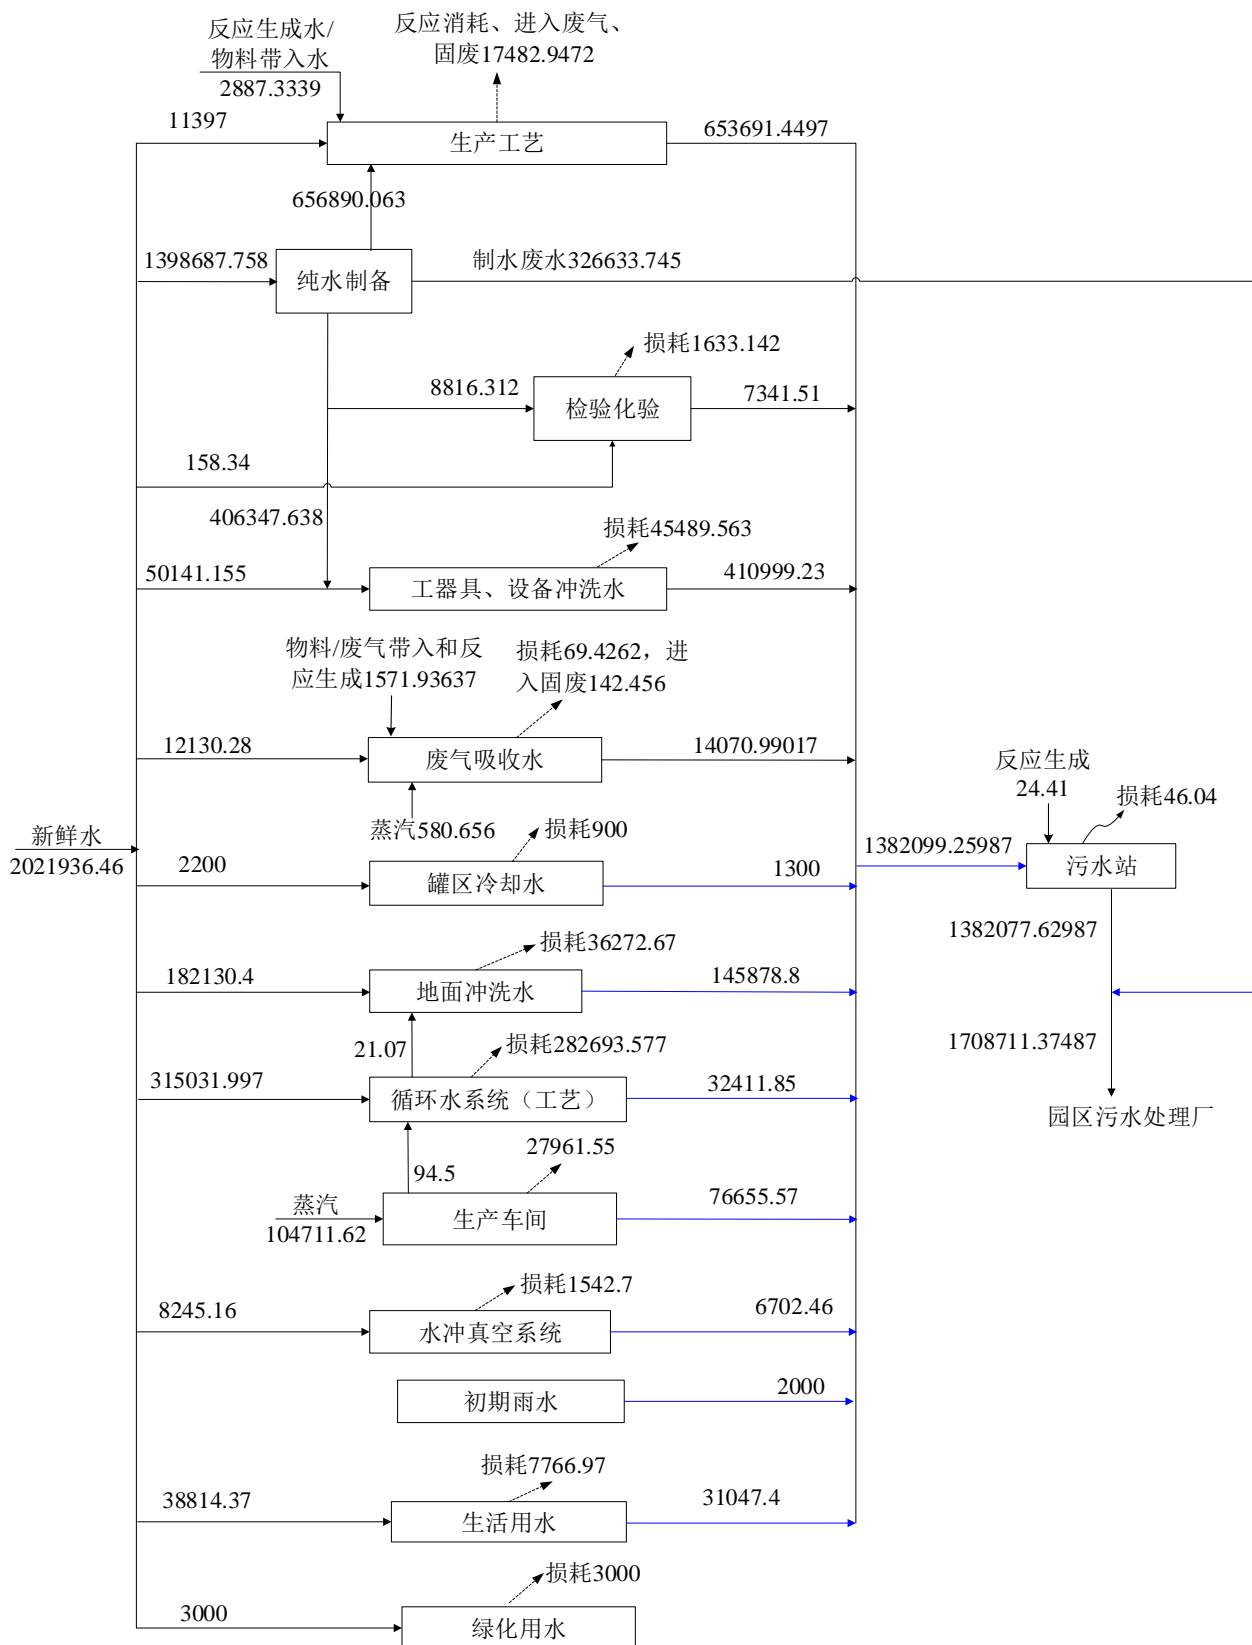 反应生成水/
物料带入水
2887.3339
反应消耗、进入废气、
固废17482.9472
11397
生产工艺
653691.4497
656890.063
1398687.758
纯水制备
制水废水326633.745
损耗1633.142
8816.312
检验化验
7341.51
158.34
406347.638
损耗45489.563
50141.155
工器具、设备冲洗水
410999.23
物料/废气带入和反
应生成1571.93637
损耗69.4262，进
入固废142.456
12130.28
废气吸收水
14070.99017
蒸汽580.656
反应生成
24.41
损耗46.04
新鲜水
2021936.46
损耗900
2200
罐区冷却水
1300
1382099.25987
污水站
1382077.62987
损耗36272.67
182130.4
地面冲洗水
145878.8
21.07
损耗282693.577
315031.997
循环水系统（工艺）
32411.85
1708711.37487
园区污水处理厂
94.5
27961.55
蒸汽
104711.62
生产车间
76655.57
损耗1542.7
8245.16
水冲真空系统
6702.46
初期雨水
2000
损耗7766.97
38814.37
生活用水
31047.4
损耗3000
3000
绿化用水